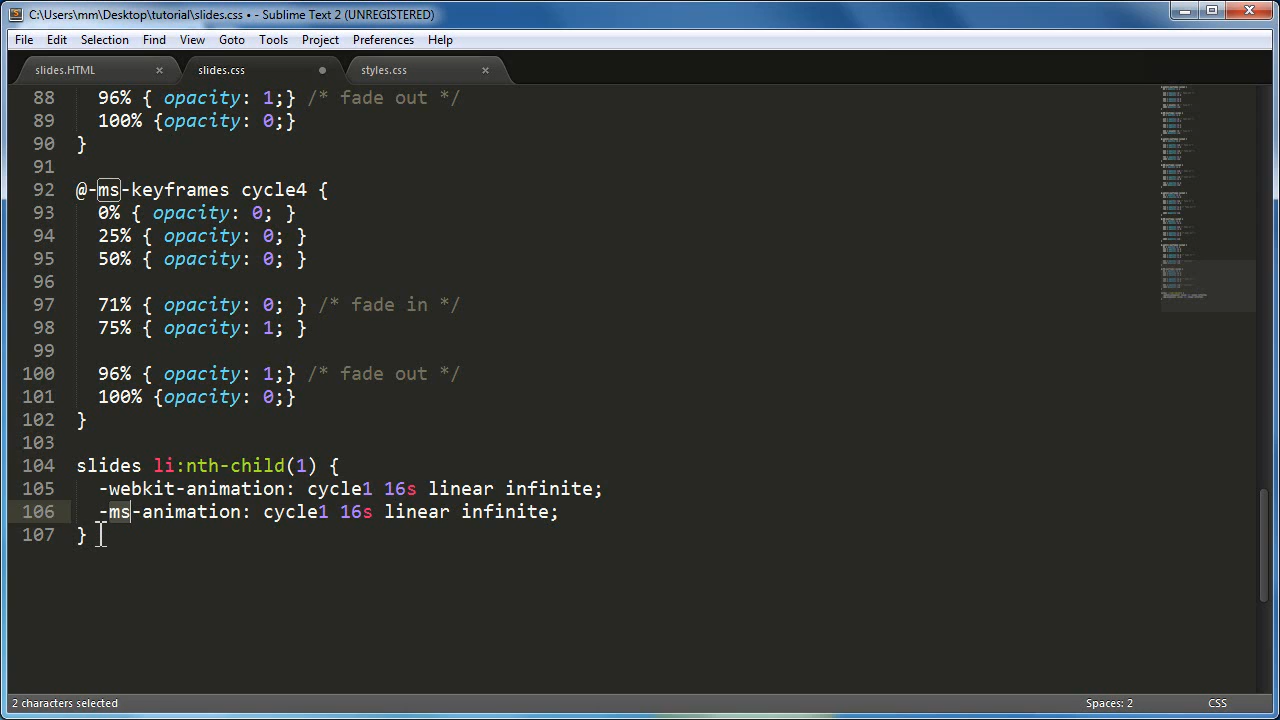 C:\Users\mm\Desktop\tutorial\slides.css • - Sublime Text 2 (UNREGISTERED)
File Edit Selection Find View Goto Tools Project Preferences Help
slides.HTML × slides.css styles.css ×
88 96% { opacity: 1;} /* fade out */
89 100% {opacity: 0;}
90 }
91
92 @-ms-keyframes cycle4 {
93 0% { opacity: 0; }
94 25% { opacity: 0; }
95 50% { opacity: 0; }
96
97 71% { opacity: 0; } /* fade in */
98 75% { opacity: 1; }
99
100 96% { opacity: 1;} /* fade out */
101 100% {opacity: 0;}
102 }
103
104 slides li:nth-child(1) {
105 -webkit-animation: cycle1 16s linear infinite;
106 -ms-animation: cycle1 16s linear infinite;
107 }
2 characters selected Spaces: 2 CSS